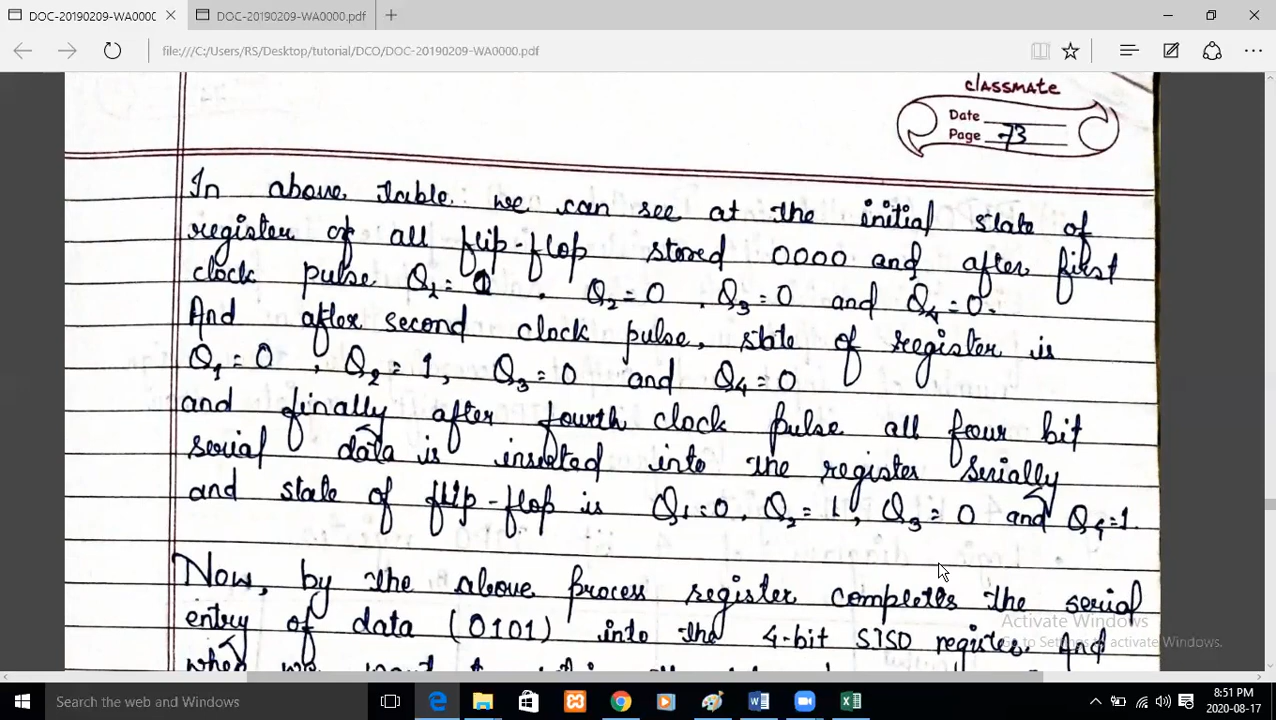 DOC-20190209-WA000(
DOC-20190209-WA0000.pdf
file:///C:/Users/RS/Desktop/tutorial/DCO/DOC-20190209-WA0000.pdf
classmate
Date
Page 73
In above table we can see at the initial state of
register of all flip-flop stored 0000 and after first
clock pulse Q1= 1 . Q2=0 . Q3=0 and Q4=0.
And after second clock pulse, state of register is
Q1=0 , Q2=1, Q3=0 and Q4=0
and finally after fourth clock pulse all four bit
serial data is inserted into the register serially
and state of flip-flop is Q1=0, Q2=1, Q3=0 and Q4=1.
Now, by the above process register completes the serial
entry of data (0101) into the 4-bit SISO register. And
Activate Windows
Go to Settings to activate Windows.
Search the web and Windows
8:51 PM
2020-08-17